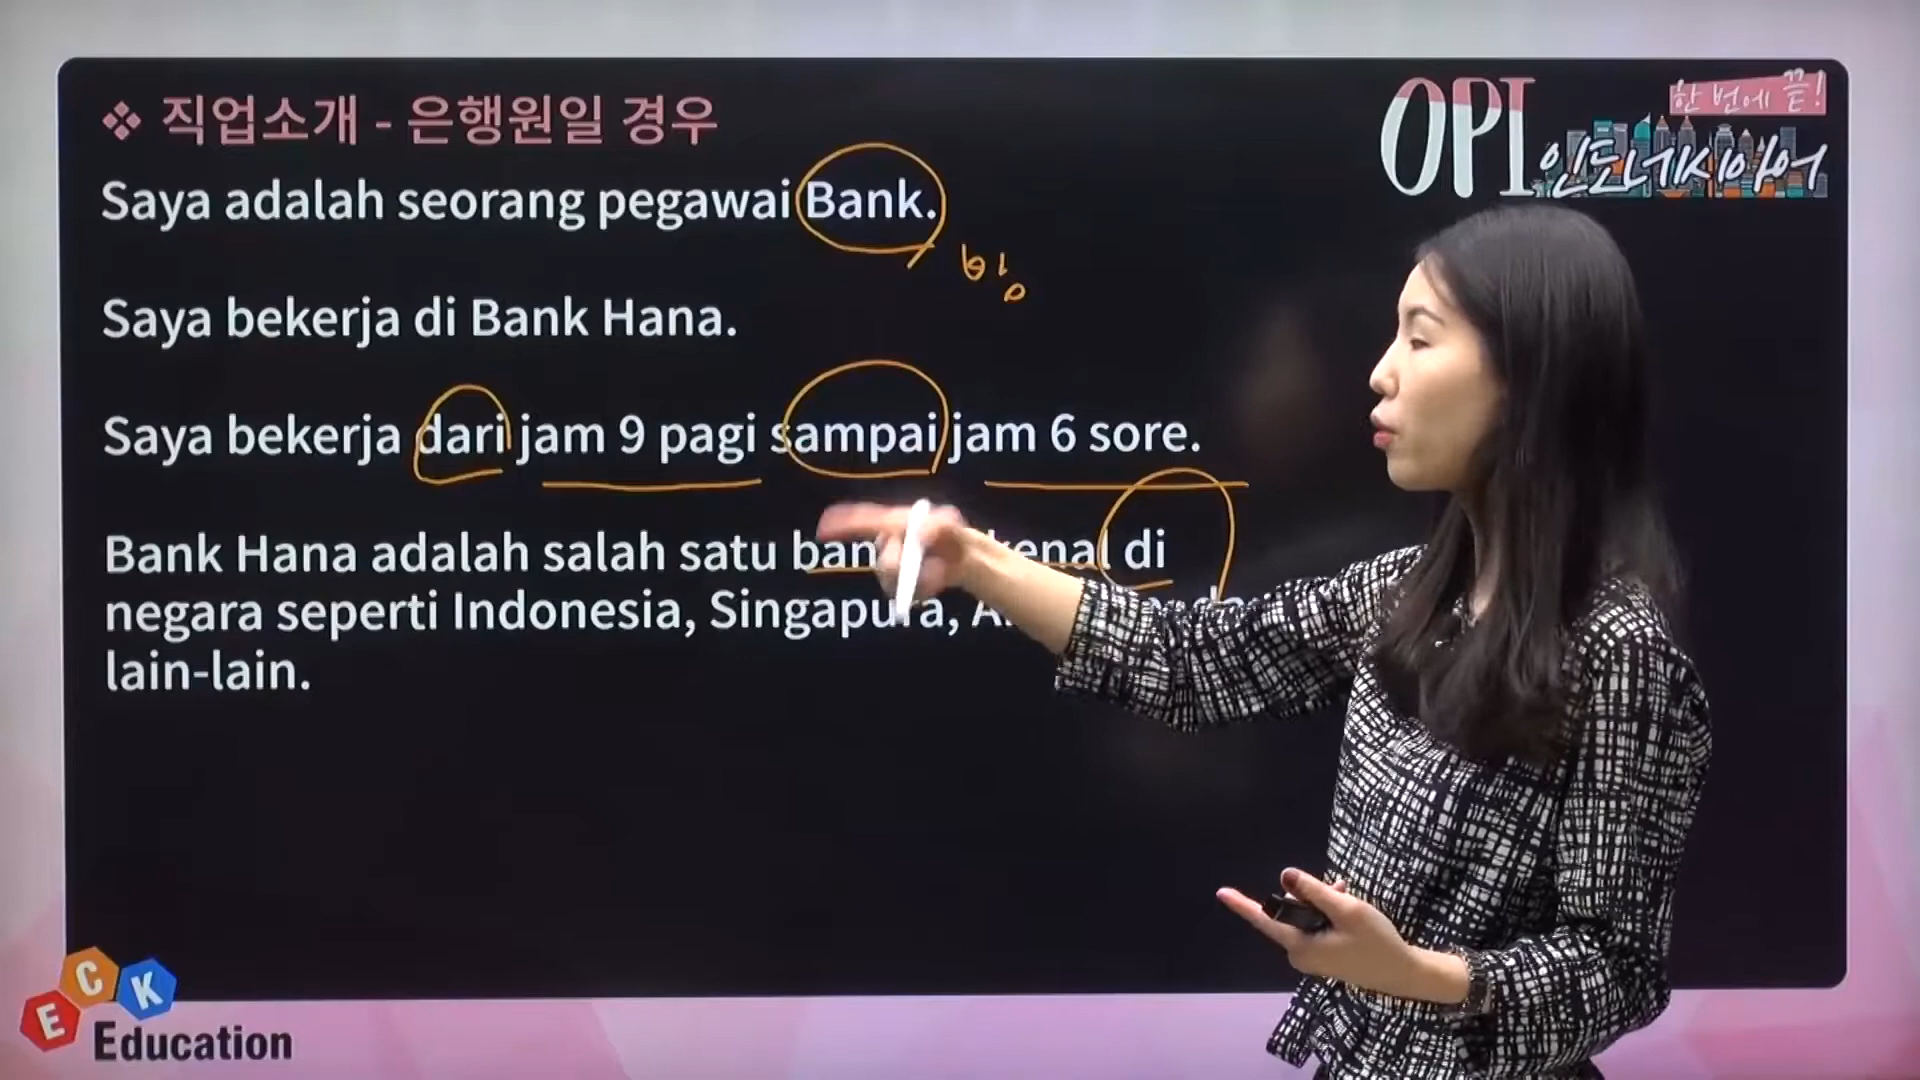 ❖ 직업소개 - 은행원일 경우
OPI 한 번에 끝!
인도네시아어
Saya adalah seorang pegawai Bank.
Saya bekerja di Bank Hana.
Saya bekerja dari jam 9 pagi sampai jam 6 sore.
Bank Hana adalah salah satu di
negara seperti Indonesia, Singapura,
lain-lain.
ECK
Education